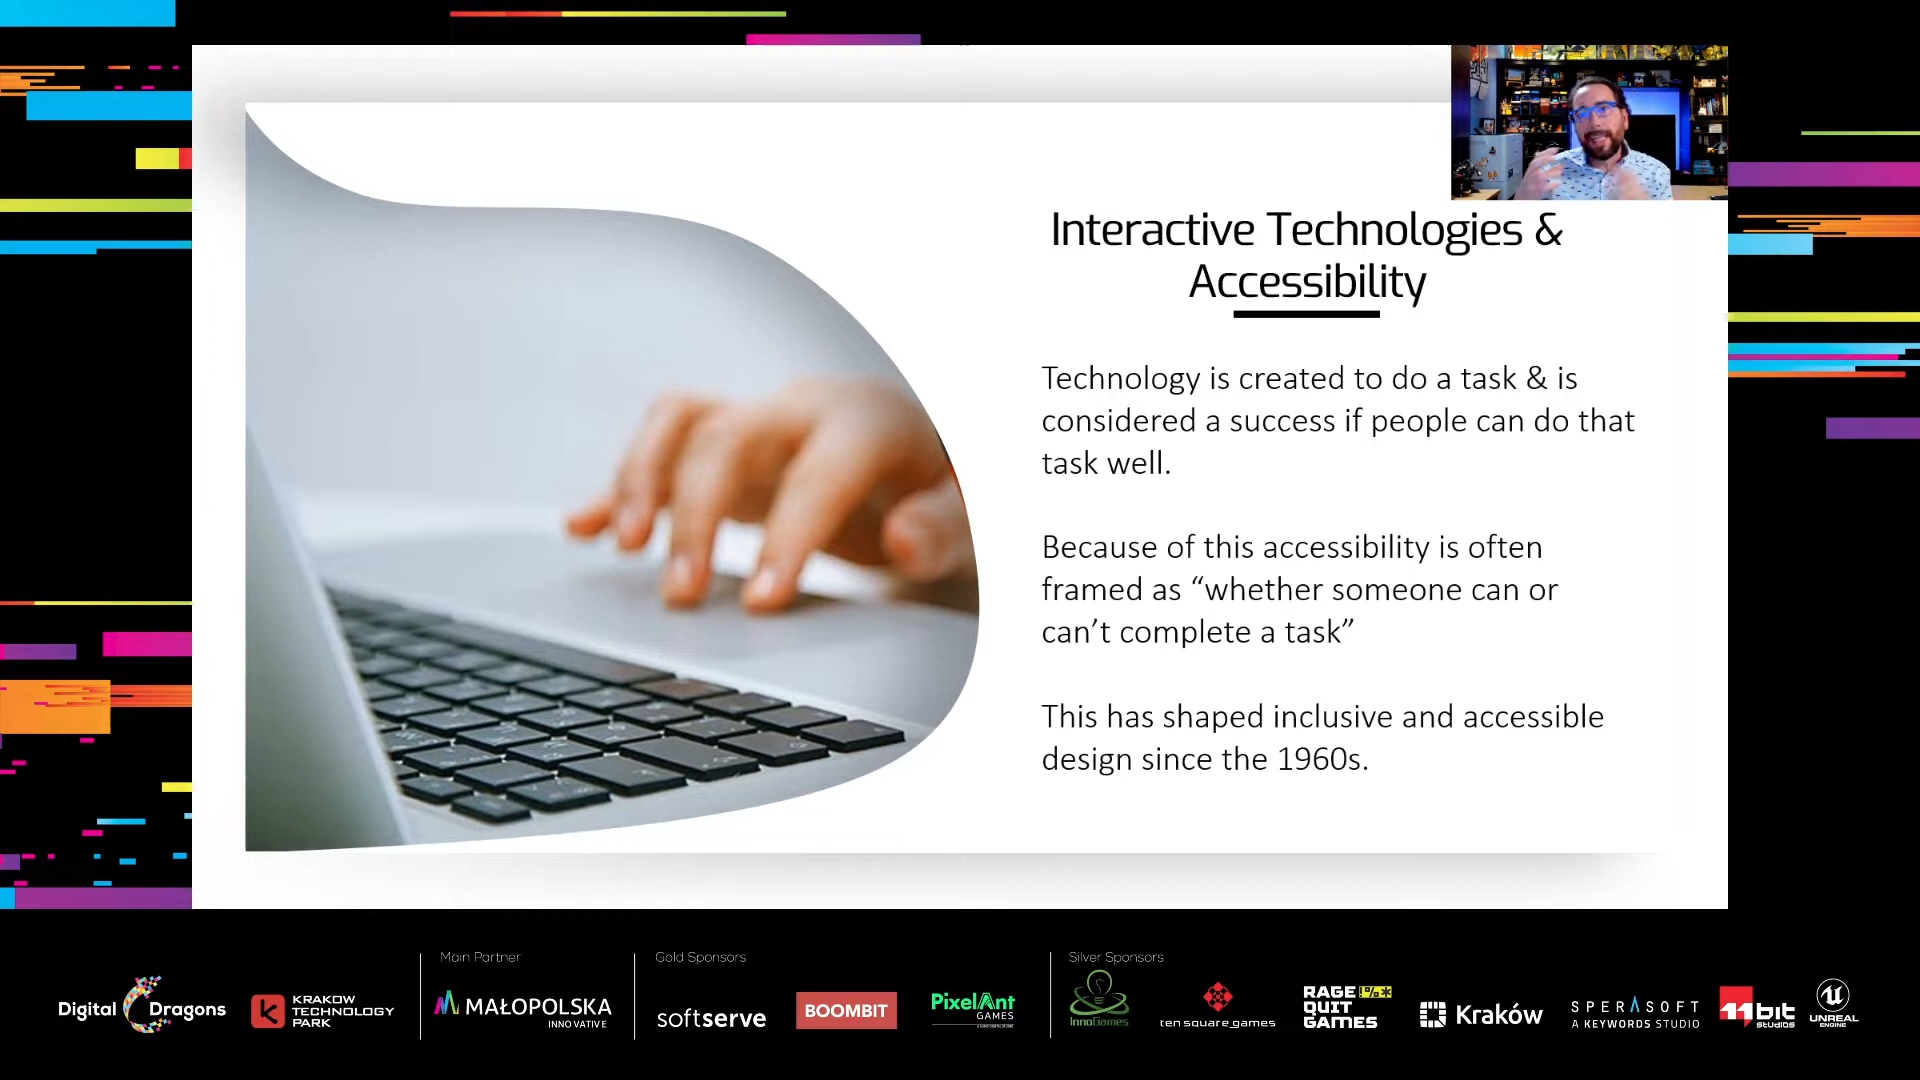 Interactive Technologies &
Accessibility
Technology is created to do a task & is
considered a success if people can do that
task well.
Because of this accessibility is often
framed as “whether someone can or
can’t complete a task”
This has shaped inclusive and accessible
design since the 1960s.
Main Partner
Gold Sponsors
Silver Sponsors
Digital Dragons
KRAKOW
TECHNOLOGY
PARK
MAŁOPOLSKA
INNOVATIVE
softserve
BOOMBIT
PixelAnt
GAMES
InnoGames
ten square games
RAGE !%*
QUIT
GAMES
Kraków
SPERASOFT
A KEYWORDS STUDIO
11bit
studios
UNREAL
ENGINE